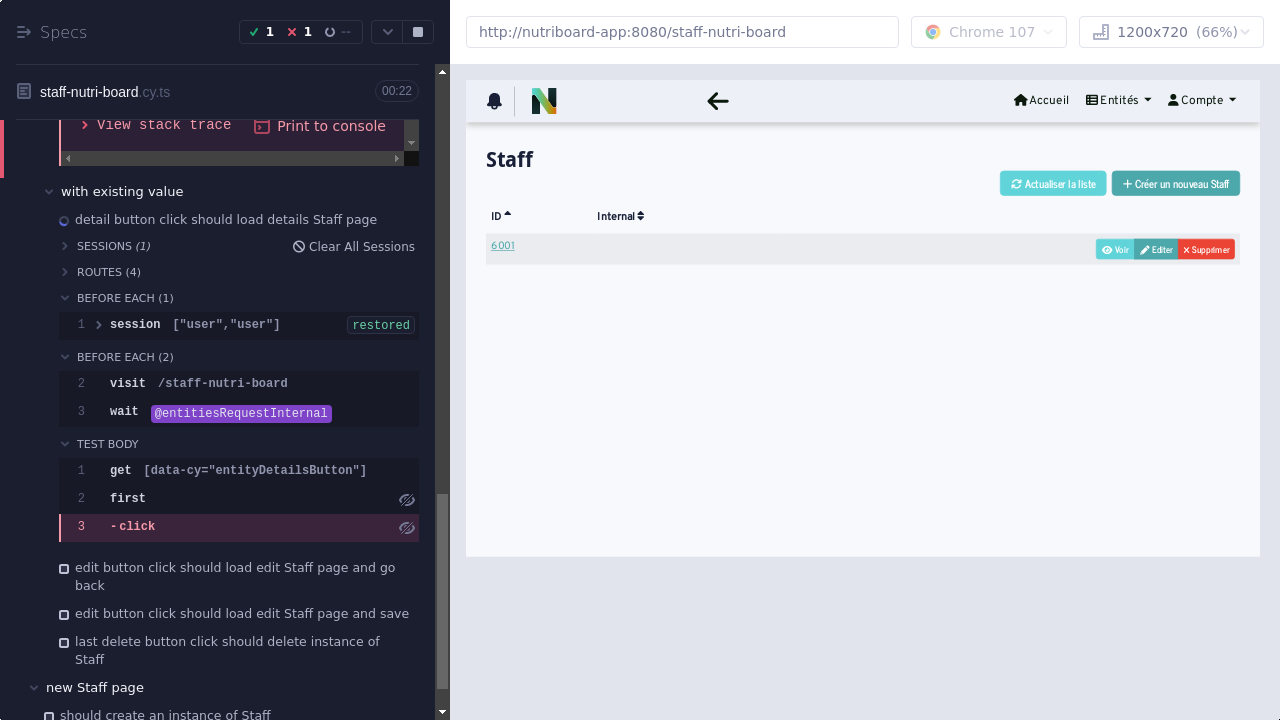 Specs
1
1
--
staff-nutri-board.cy.ts
00:22
View stack trace
Print to console
with existing value
detail button click should load details Staff page
SESSIONS (1)
Clear All Sessions
ROUTES (4)
BEFORE EACH (1)
1 session ["user","user"] restored
BEFORE EACH (2)
2 visit /staff-nutri-board
3 wait @entitiesRequestInternal
TEST BODY
1 get [data-cy="entityDetailsButton"]
2 first
3 -click
edit button click should load edit Staff page and go
back
edit button click should load edit Staff page and save
last delete button click should delete instance of
Staff
new Staff page
should create an instance of Staff
http://nutriboard-app:8080/staff-nutri-board
Chrome 107
1200x720 (66%)
N
Accueil
Entités
Compte
Staff
Actualiser la liste
Créer un nouveau Staff
ID
Internal
6001
Voir
Editer
Supprimer